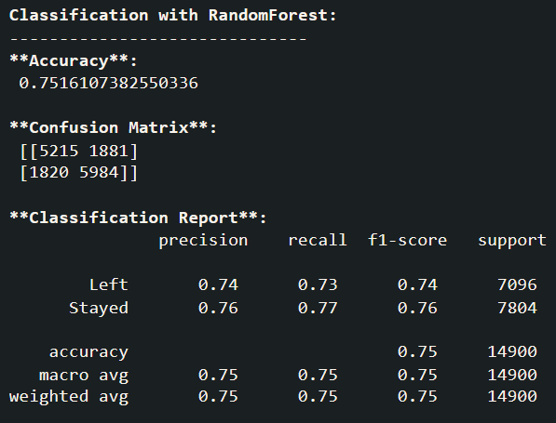 Classification with RandomForest:
------------------------------
**Accuracy**:
0.7516107382550336
**Confusion Matrix**:
[[5215 1881]
[1820 5984]]
**Classification Report**:
precision recall f1-score support
Left 0.74 0.73 0.74 7096
Stayed 0.76 0.77 0.76 7804
accuracy 0.75 14900
macro avg 0.75 0.75 0.75 14900
weighted avg 0.75 0.75 0.75 14900